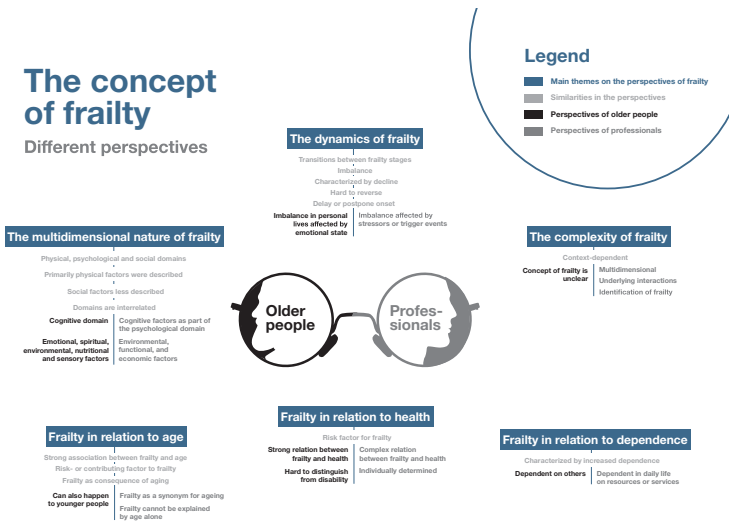 The concept
of frailty
Different perspectives
Legend
Main themes on the perspectives of frailty
Similarities in the perspectives
Perspectives of older people
Perspectives of professionals
The dynamics of frailty
Transitions between frailty stages
Imbalance
Characterized by decline
Hard to reverse
Delay or postpone onset
Imbalance in personal
lives affected by
emotional state
Imbalance affected by
stressors or trigger events
The multidimensional nature of frailty
Physical, psychological and social domains
Primarily physical factors were described
Social factors less described
Domains are interrelated
Cognitive domain
Cognitive factors as part of
the psychological domain
Emotional, spiritual,
environmental, nutritional
and sensory factors
Environmental,
functional, and
economic factors
The complexity of frailty
Context-dependent
Concept of frailty is
unclear
Multidimensional
Underlying interactions
Identification of frailty
Older
people
Profes-
sionals
Frailty in relation to age
Strong association between frailty and age
Risk- or contributing factor to frailty
Frailty as consequence of aging
Can also happen
to younger people
Frailty as a synonym for ageing
Frailty cannot be explained
by age alone
Frailty in relation to health
Risk factor for frailty
Strong relation between
frailty and health
Hard to distinguish
from disability
Complex relation
between frailty and health
Individually determined
Frailty in relation to dependence
Characterized by increased dependence
Dependent on others
Dependent in daily life
on resources or services